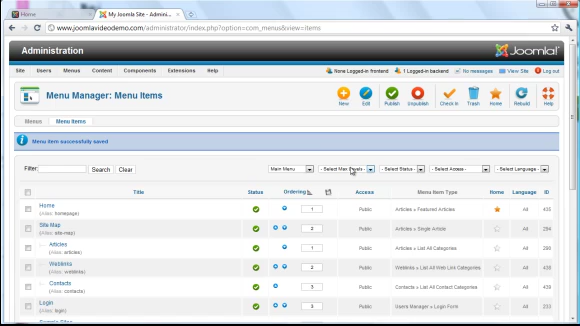 Home
My Joomla Site - Admini...
www.joomlavideodemo.com/administrator/index.php?option=com_menus&view=items
Administration
Joomla!
Site Users Menus Content Components Extensions Help
None Logged-in frontend 1 Logged-in backend No messages View Site Log out
Menu Manager: Menu Items
New Edit Publish Unpublish Check In Trash Home Rebuild Help
Menus Menu Items
Menu item successfully saved
Filter: Search Clear Main Menu - Select Max Levels - - Select Status - - Select Access - - Select Language -
Title Status Ordering Access Menu Item Type Home Language ID
Home
(Alias: homepage)
1 Public Articles » Featured Articles All 435
Site Map
(Alias: site-map)
2 Public Articles » Single Article All 294
Articles
(Alias: articles)
1 Public Articles » List All Categories All
Weblinks
(Alias: weblinks)
2 Public Weblinks » List All Web Link Categories All
Contacts
(Alias: contacts)
3 Public Contacts » List All Contact Categories All
Login
(Alias: login)
3 Public Users Manager » Login Form All